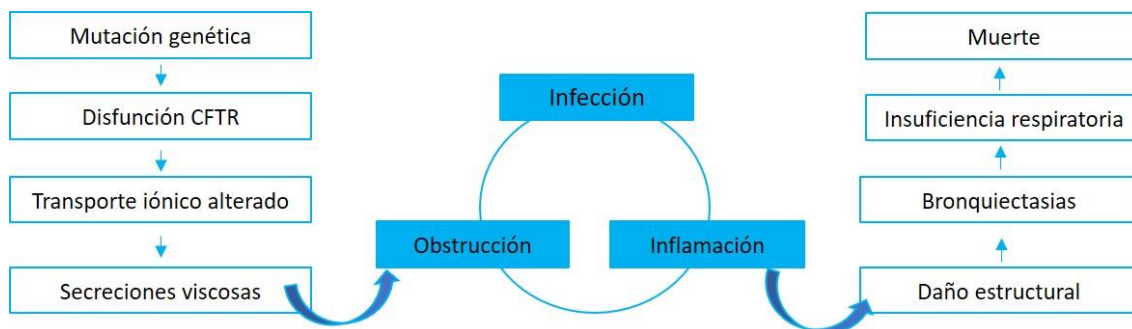 Mutación genética
Disfunción CFTR
Transporte iónico alterado
Secreciones viscosas
Infección
Obstrucción
Inflamación
Muerte
Insuficiencia respiratoria
Bronquiectasias
Daño estructural